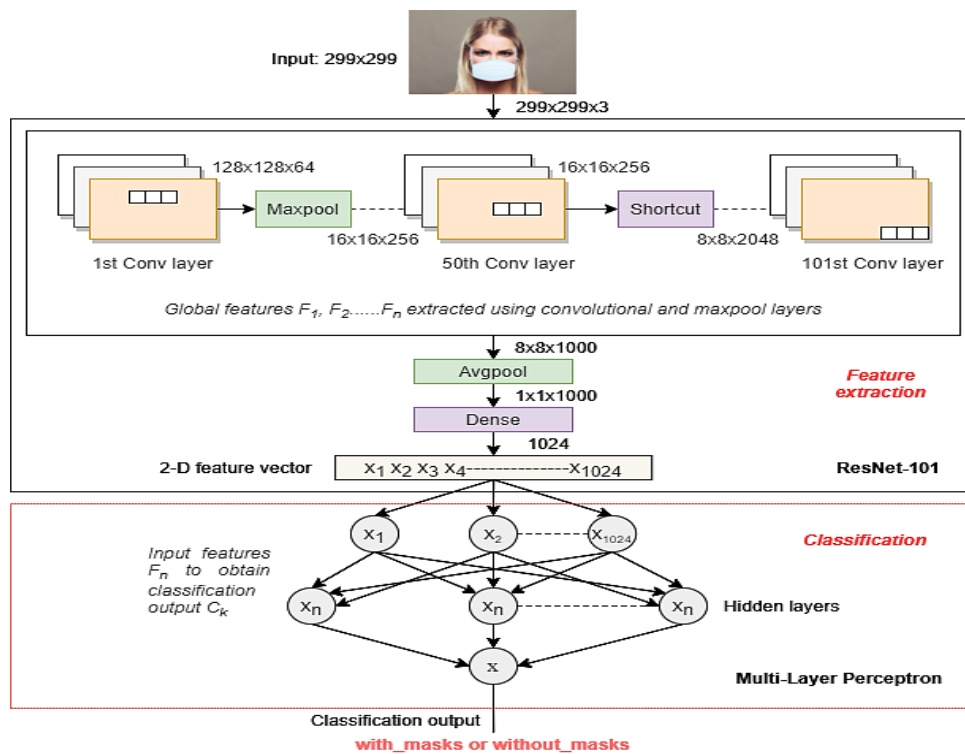 Input: 299x299
299x299x3
128x128x64
16x16x256
Maxpool
Shortcut
16x16x256
8x8x2048
1st Conv layer
50th Conv layer
101st Conv layer
Global features F1, F2......Fn extracted using convolutional and maxpool layers
8x8x1000
Avgpool
Feature
extraction
1x1x1000
Dense
1024
2-D feature vector
x1 x2 x3 x4---------------x1024
ResNet-101
x1
x2
x1024
Classification
Input features
Fn to obtain
classification
output Ck
xn
xn
xn
Hidden layers
x
Multi-Layer Perceptron
Classification output
with_masks or without_masks